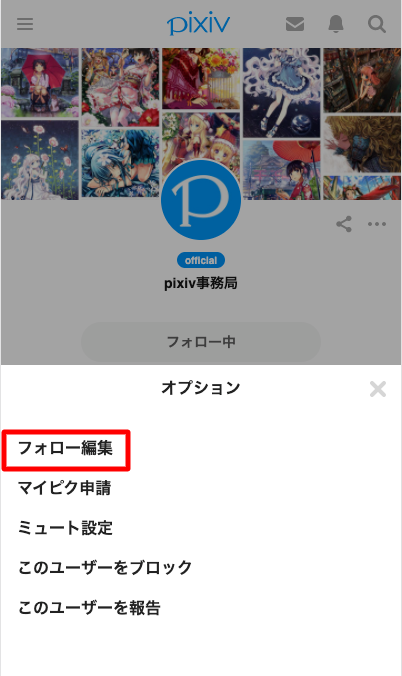 pixiv
official
pixiv事務局
フォロー中
オプション
フォロー編集
マイピク申請
ミュート設定
このユーザーをブロック
このユーザーを報告